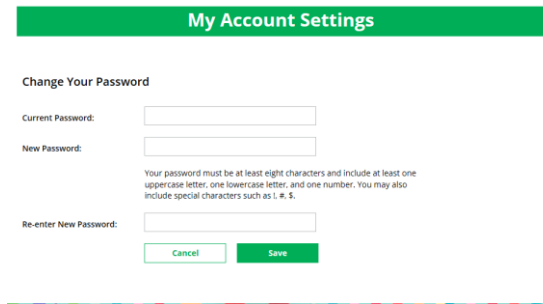 My Account Settings
Change Your Password
Current Password:
New Password:
Your password must be at least eight characters and include at least one
uppercase letter, one lowercase letter, and one number. You may also
include special characters such as !, #, $.
Re-enter New Password:
Cancel Save